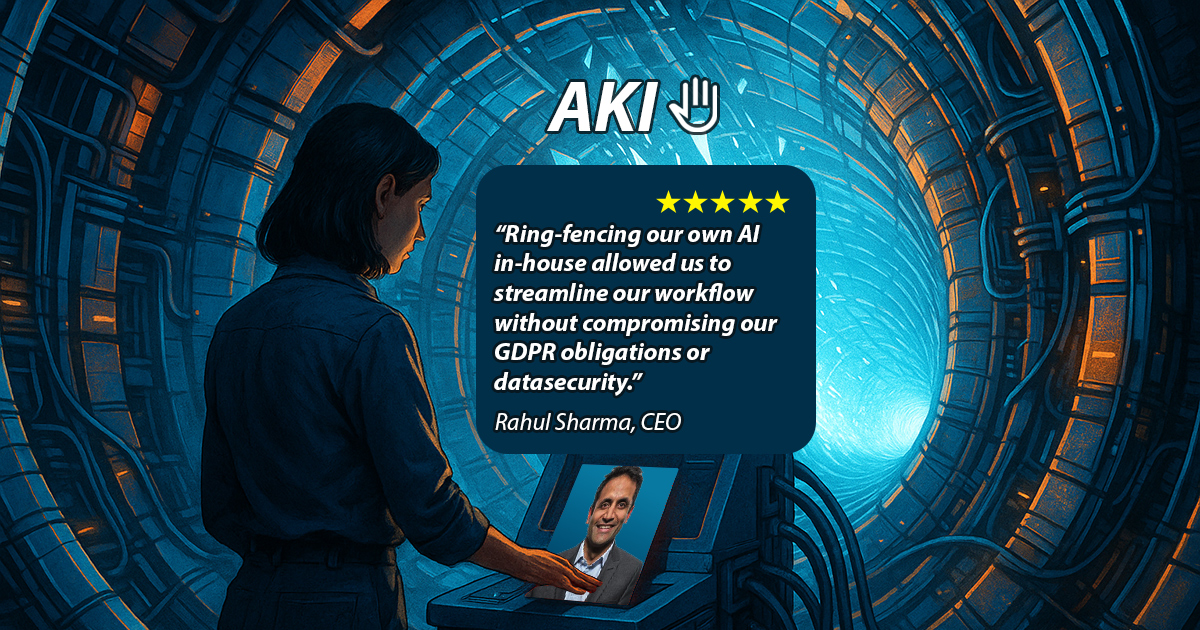 AKI
“Ring-fencing our own AI
in-house allowed us to
streamline our workflow
without compromising our
GDPR obligations or
datasecurity.”
Rahul Sharma, CEO